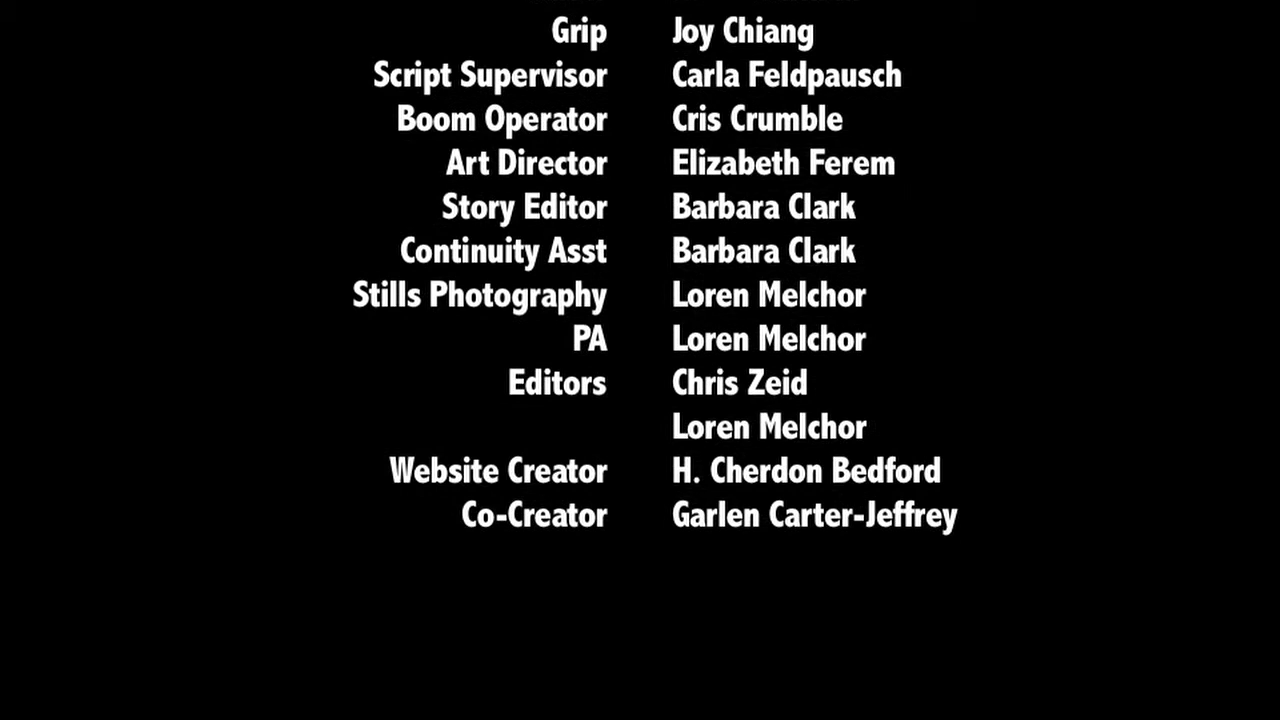 Grip Joy Chiang
Script Supervisor Carla Feldpausch
Boom Operator Cris Crumble
Art Director Elizabeth Ferem
Story Editor Barbara Clark
Continuity Asst Barbara Clark
Stills Photography Loren Melchor
PA Loren Melchor
Editors Chris Zeid
Loren Melchor
Website Creator H. Cherdon Bedford
Co-Creator Garlen Carter-Jeffrey